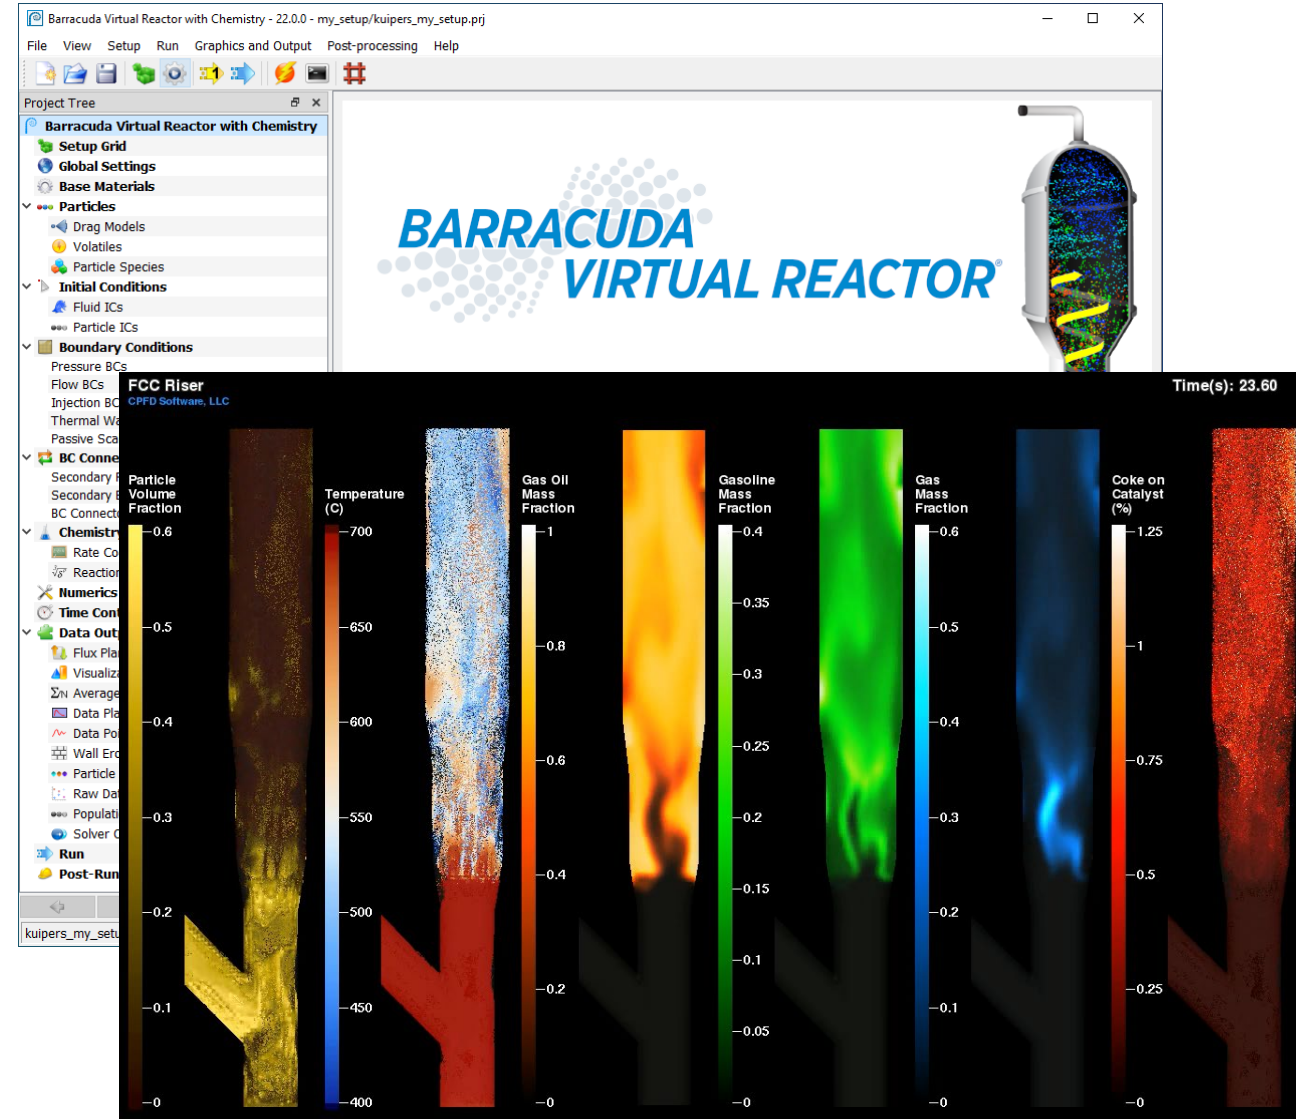 Barracuda Virtual Reactor with Chemistry - 22.0.0 - my_setup/kuipers_my_setup.prj
File View Setup Run Graphics and Output Post-processing Help
1
Project Tree
Barracuda Virtual Reactor with Chemistry
Setup Grid
Global Settings
Base Materials
Particles
Drag Models
Volatiles
Particle Species
Initial Conditions
Fluid ICs
Particle ICs
Boundary Conditions
Pressure BCs
Flow BCs
Injection BC
Thermal Wa
Passive Sca
BC Conne
Secondary
Secondary
BC Connecto
Chemistry
Rate Co
Reaction
Numerics
Time Cont
Data Out
Flux Pla
Visualiza
Σ/N Average
Data Pla
Data Poi
Wall Ero
Particle
Raw Dat
Populati
Solver
Run
Post-Run
kuipers_my_setu
BARRACUDA
VIRTUAL REACTOR®
FCC Riser
CPFD Software, LLC
Time(s): 23.60
Particle
Volume
Fraction
0.6
0.5
0.4
0.3
0.2
0.1
0
Temperature
(C)
700
650
600
550
500
450
400
Gas Oil
Mass
Fraction
1
0.8
0.6
0.4
0.2
0
Gasoline
Mass
Fraction
0.4
0.35
0.3
0.25
0.2
0.15
0.1
0.05
0
Gas
Mass
Fraction
0.6
0.5
0.4
0.3
0.2
0.1
0
Coke on
Catalyst
(%)
1.25
1
0.75
0.5
0.25
0